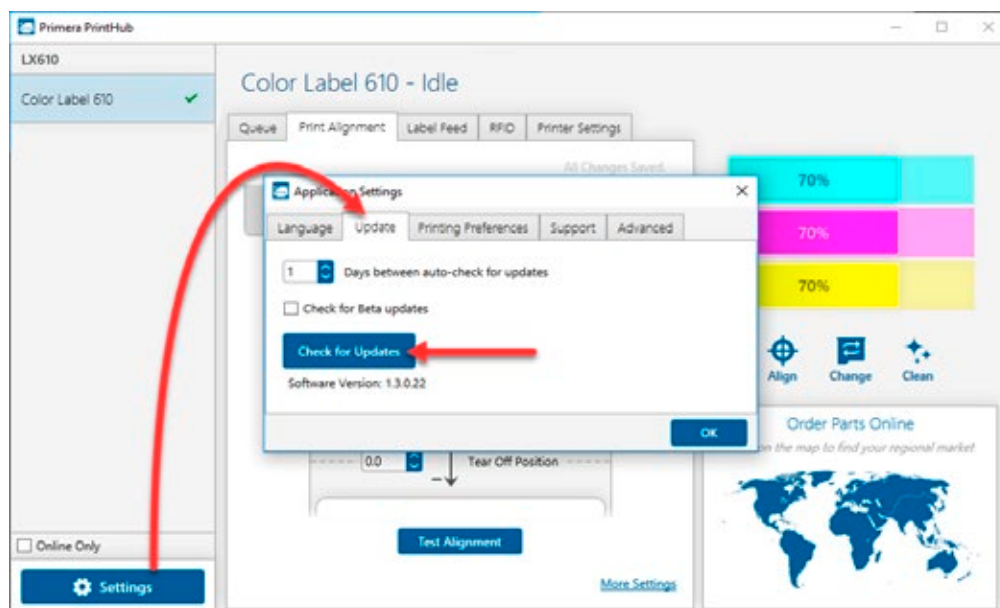 Primera PrintHub
LX610
Color Label 610
Online Only
Settings
Color Label 610 - Idle
Queue Print Alignment Label Feed RFID Printer Settings
All Changes Saved.
Application Settings
Language Update Printing Preferences Support Advanced
1 Days between auto-check for updates
Check for Beta updates
Check for Updates
Software Version: 1.3.0.22
OK
0.0 Tear Off Position
Test Alignment
More Settings
70%
70%
70%
Align Change Clean
Order Parts Online
on the map to find your regional market